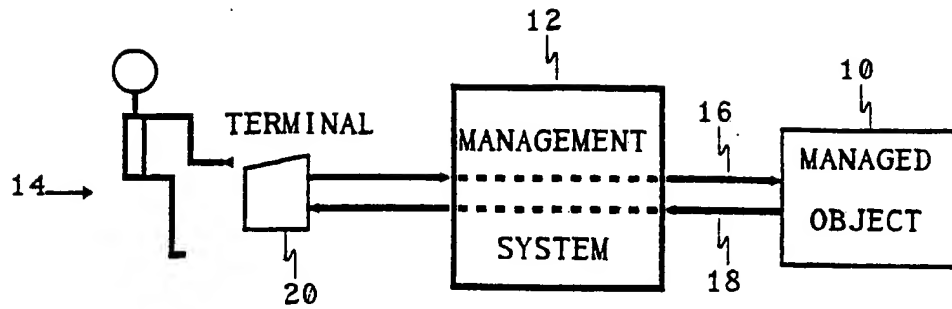 12
10
TERMINAL
MANAGEMENT
16
MANAGED
14
OBJECT
SYSTEM
20
18